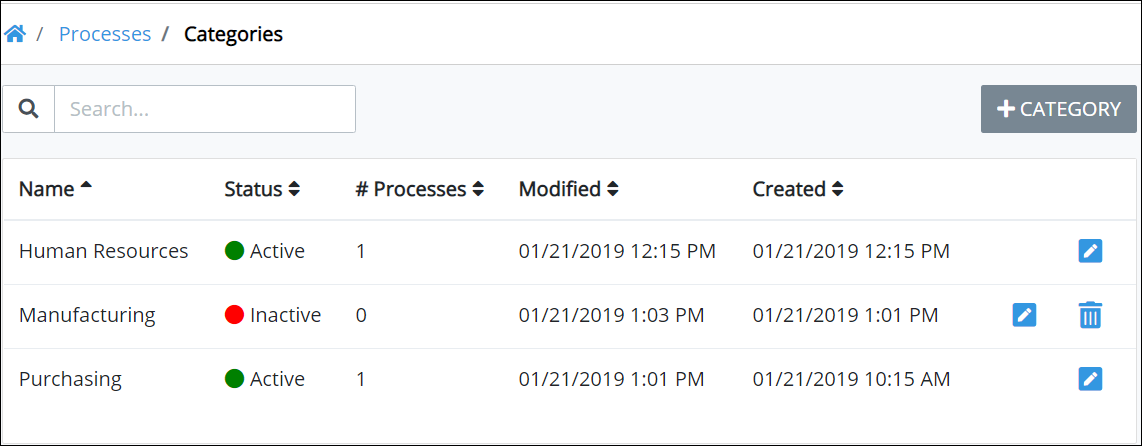 / Processes / Categories
Search...
+ CATEGORY
Name Status # Processes Modified Created
Human Resources Active 1 01/21/2019 12:15 PM 01/21/2019 12:15 PM
Manufacturing Inactive 0 01/21/2019 1:03 PM 01/21/2019 1:01 PM
Purchasing Active 1 01/21/2019 1:01 PM 01/21/2019 10:15 AM